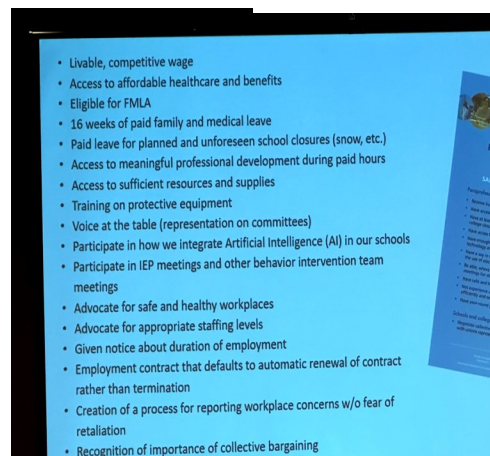 • Livable, competitive wage
• Access to affordable healthcare and benefits
• Eligible for FMLA
• 16 weeks of paid family and medical leave
• Paid leave for planned and unforeseen school closures (snow, etc.)
• Access to meaningful professional development during paid hours
• Access to sufficient resources and supplies
• Training on protective equipment
• Voice at the table (representation on committees)
• Participate in how we integrate Artificial Intelligence (AI) in our schools
• Participate in IEP meetings and other behavior intervention team
meetings
• Advocate for safe and healthy workplaces
• Advocate for appropriate staffing levels
• Given notice about duration of employment
• Employment contract that defaults to automatic renewal of contract
rather than termination
• Creation of a process for reporting workplace concerns w/o fear of
retaliation
• Recognition of importance of collective bargaining